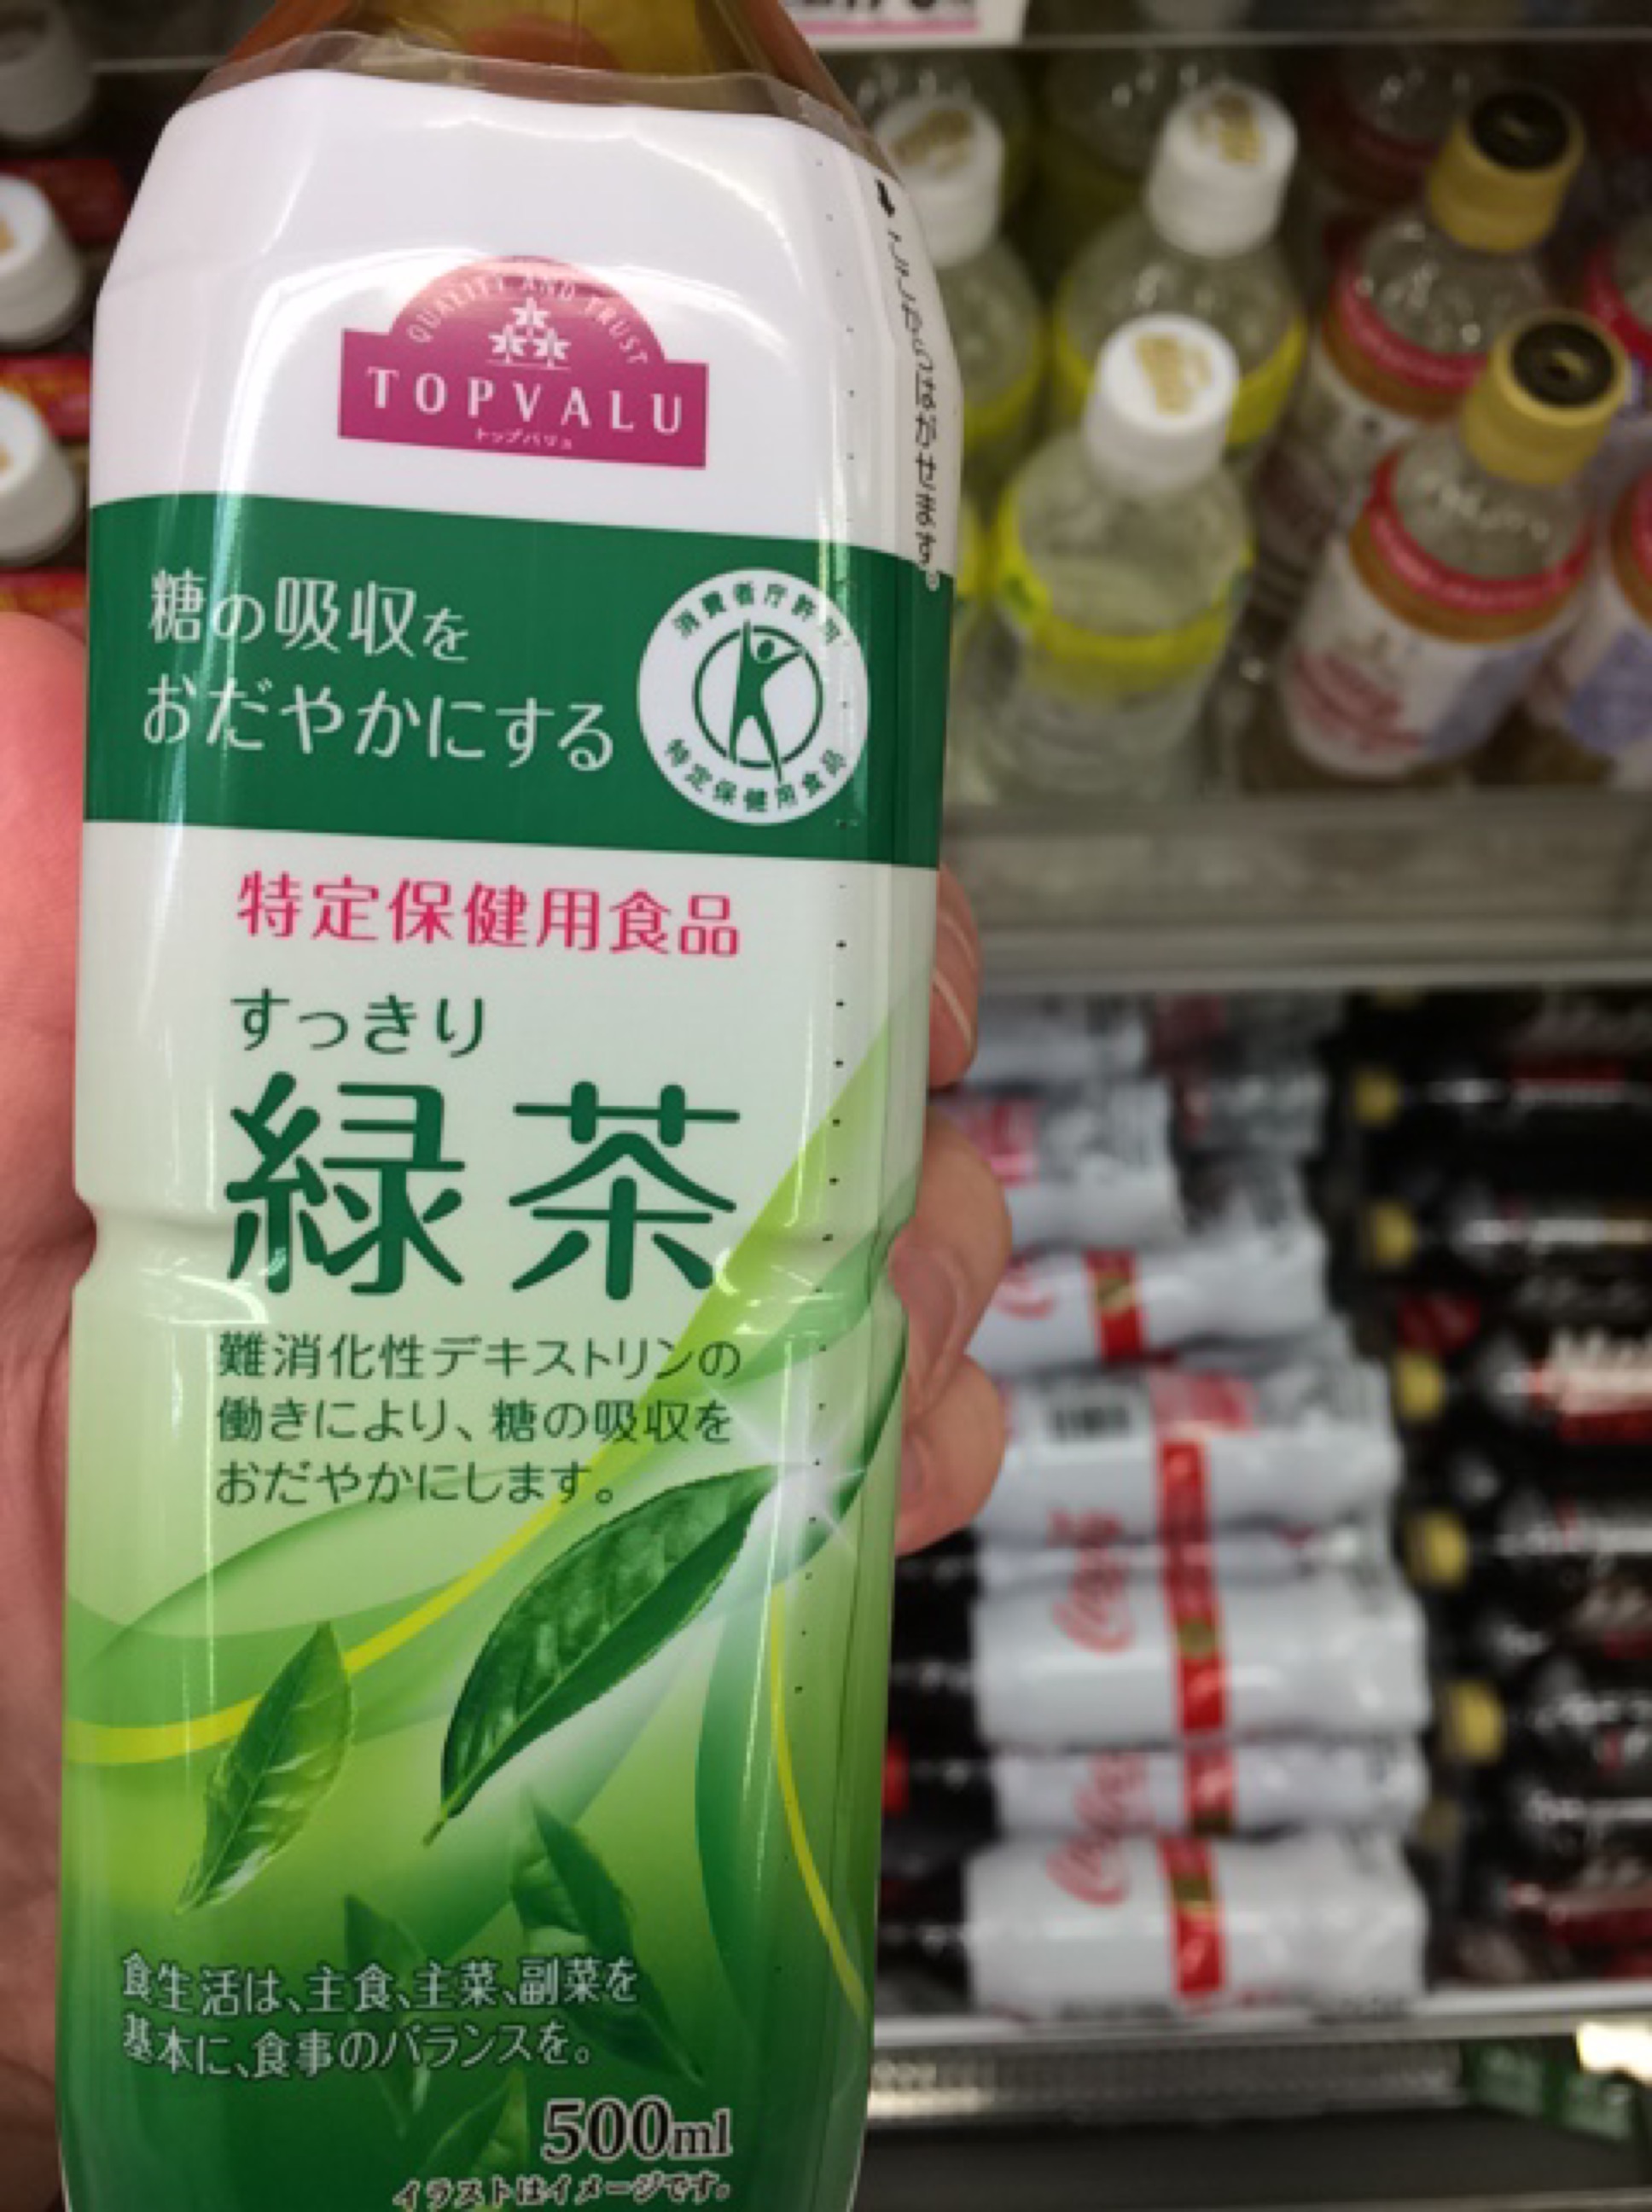 QUALITY AND TRUST
TOPVALU
トップバリュ
ここからはがせます。
糖の吸収を
おだやかにする
消費者庁許可
特定保健用食品
特定保健用食品
すっきり
緑茶
難消化性デキストリンの
働きにより、糖の吸収を
おだやかにします。
食生活は、主食、主菜、副菜を
基本に、食事のバランスを。
500ml
イラストはイメージです。